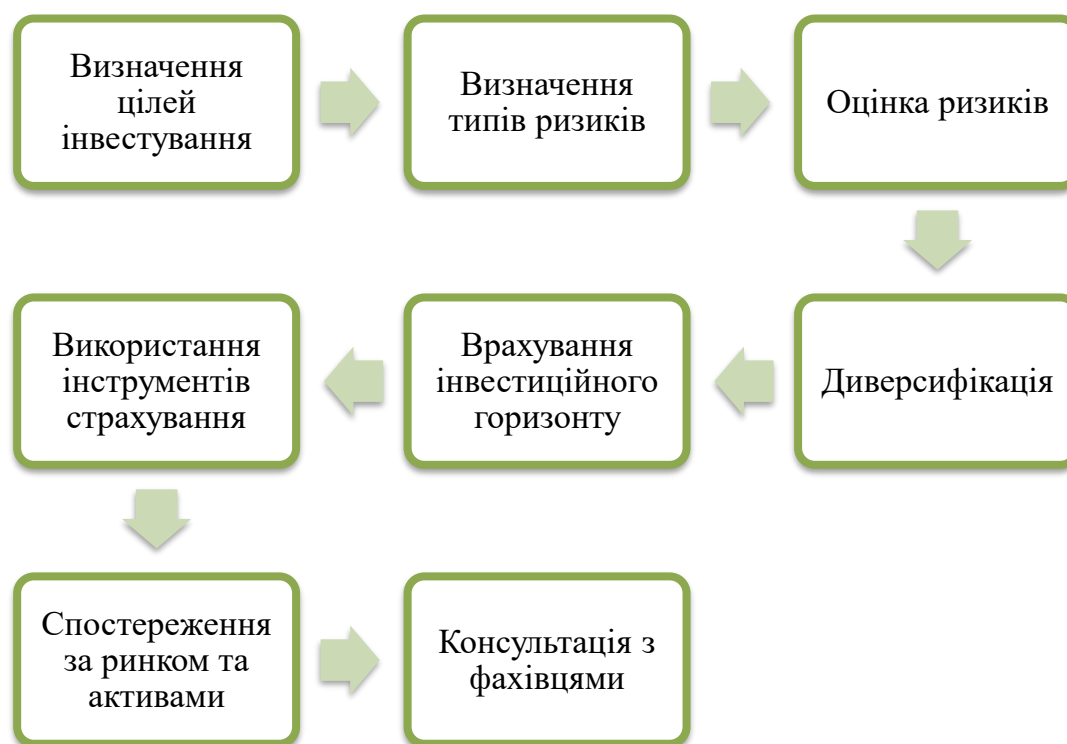 Визначення
цілей
інвестування
Визначення
типів ризиків
Оцінка ризиків
Диверсифікація
Врахування
інвестиційного
горизонту
Використання
інструментів
страхування
Спостереження
за ринком та
активами
Консультація з
фахівцями